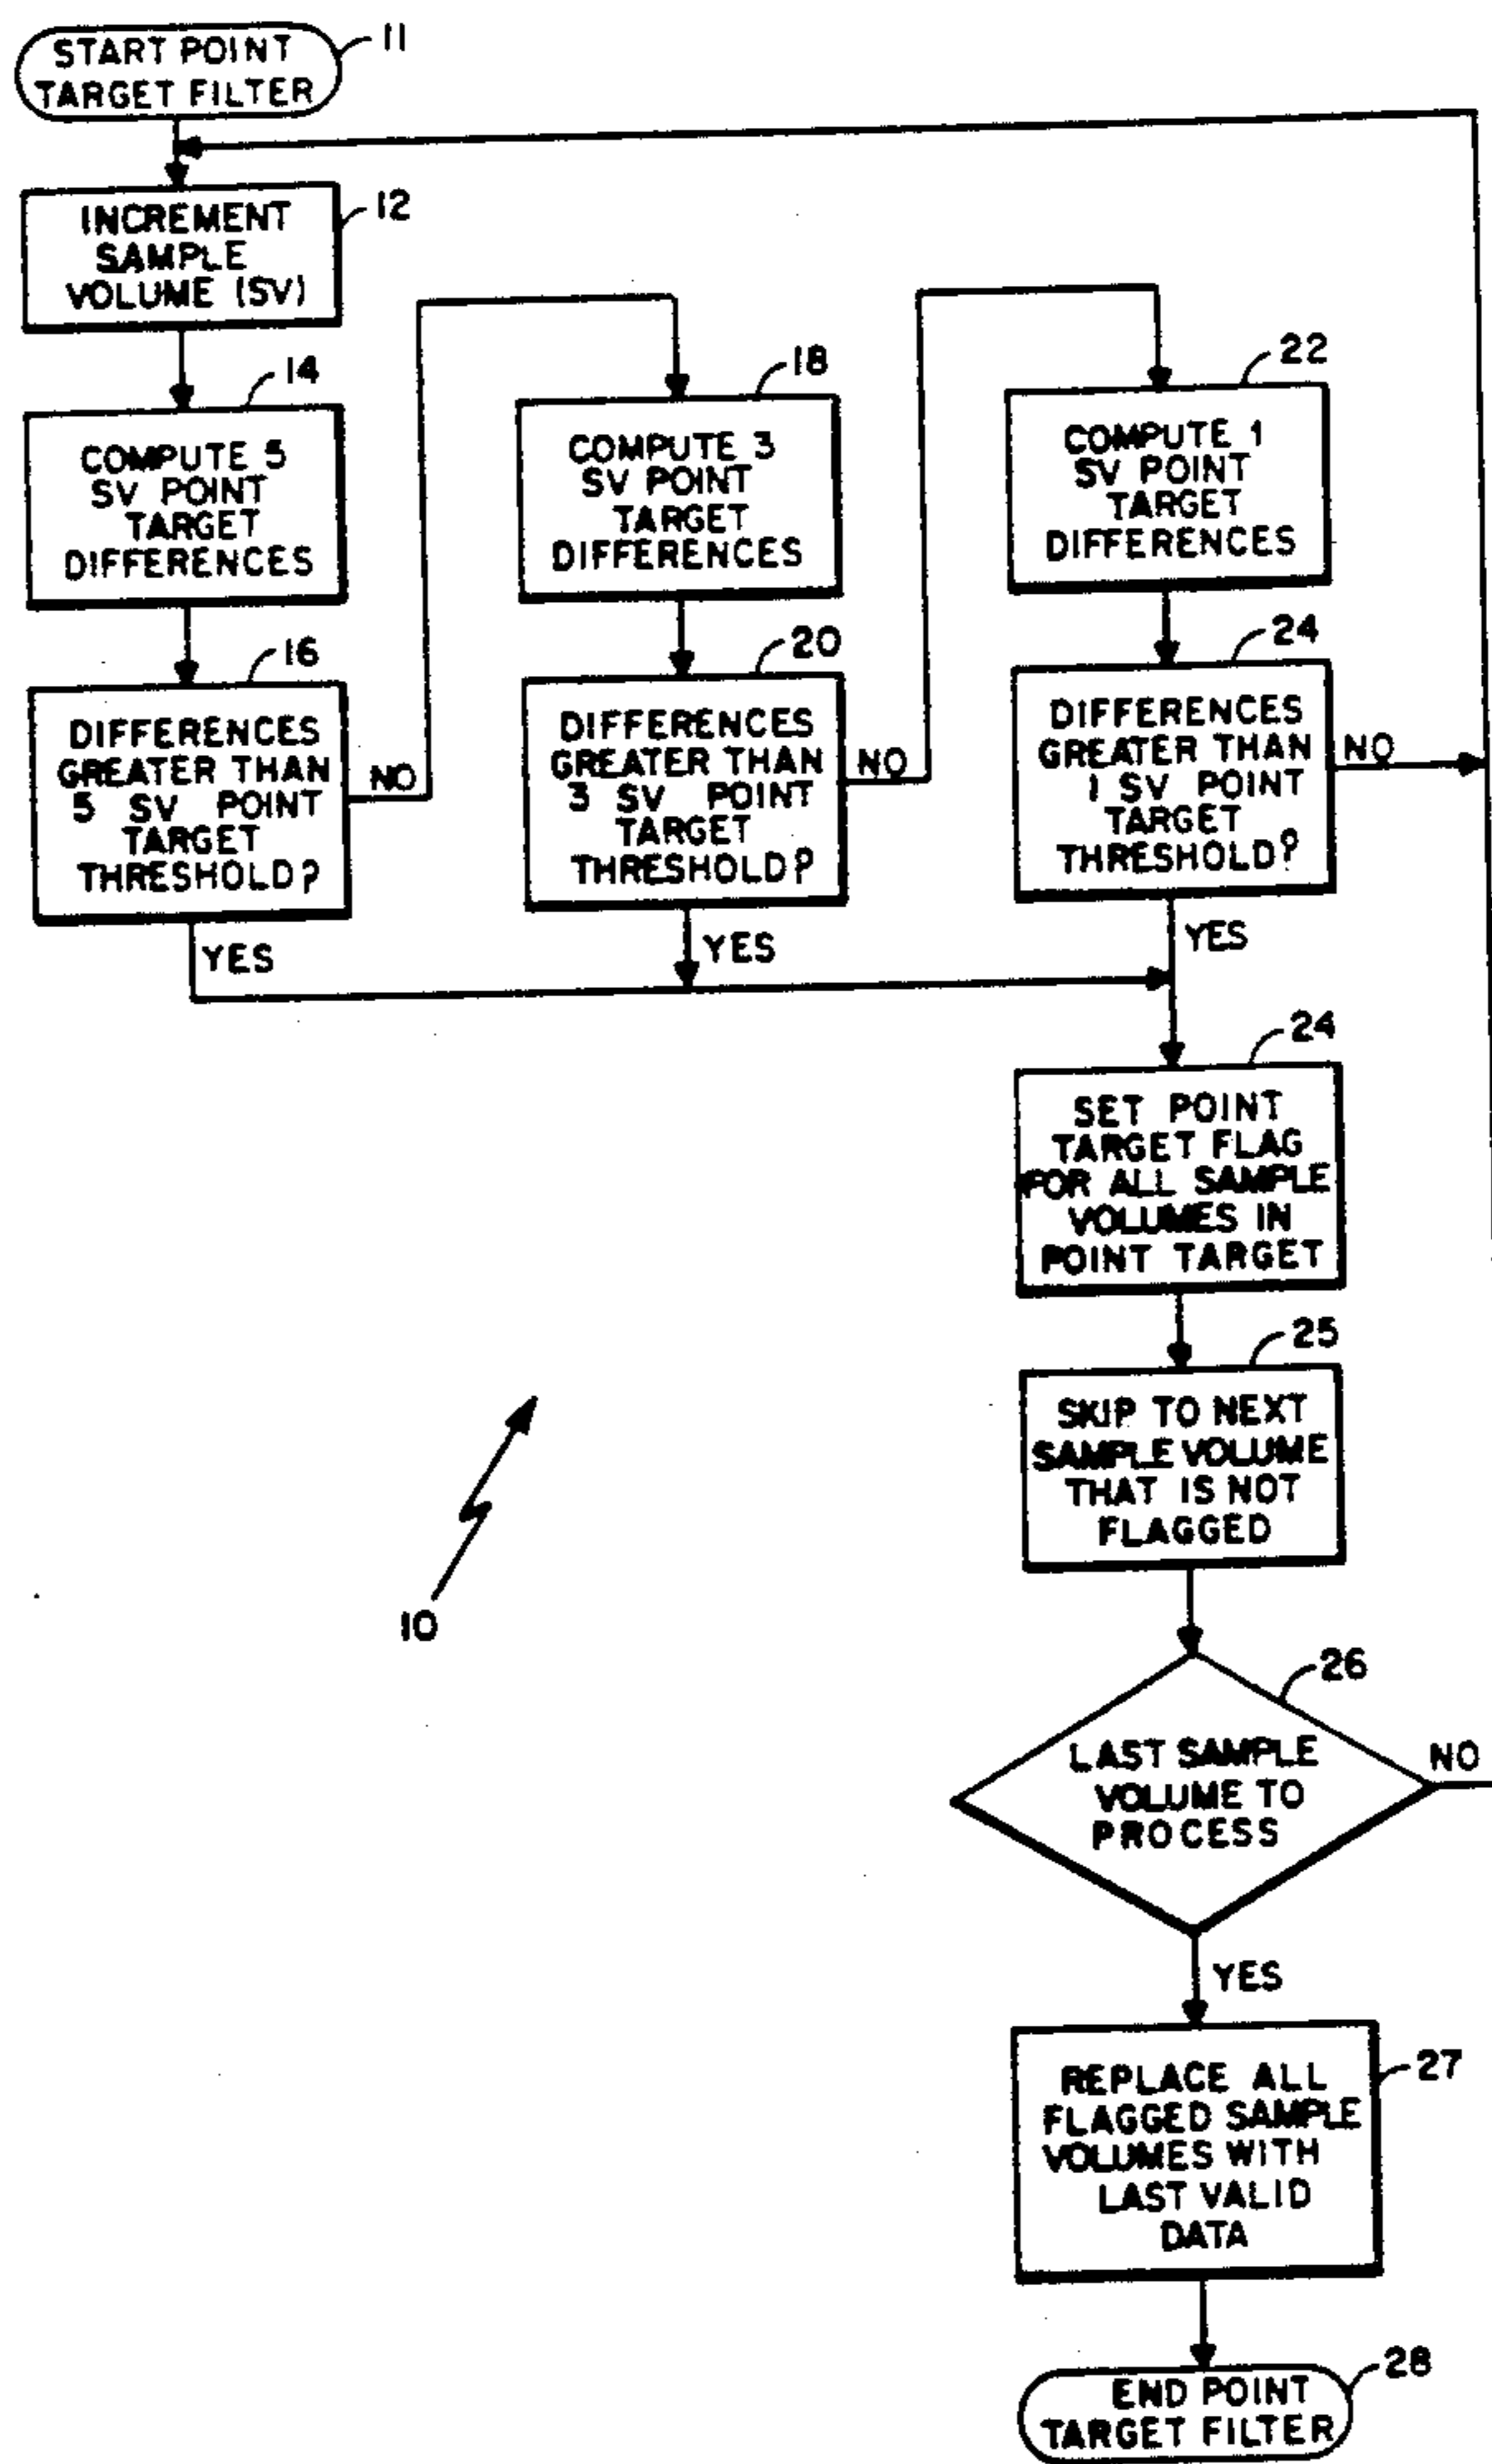 START POINT
TARGET FILTER
11
INCREMENT
SAMPLE
VOLUME (SV)
12
COMPUTE 5
SV POINT
TARGET
DIFFERENCES
14
DIFFERENCES
GREATER THAN
5 SV POINT
TARGET
THRESHOLD?
16
NO
YES
COMPUTE 3
SV POINT
TARGET
DIFFERENCES
18
DIFFERENCES
GREATER THAN
3 SV POINT
TARGET
THRESHOLD?
20
NO
YES
COMPUTE 1
SV POINT
TARGET
DIFFERENCES
22
DIFFERENCES
GREATER THAN
1 SV POINT
TARGET
THRESHOLD?
24
NO
YES
SET POINT
TARGET FLAG
FOR ALL SAMPLE
VOLUMES IN
POINT TARGET
24
SKIP TO NEXT
SAMPLE VOLUME
THAT IS NOT
FLAGGED
25
10
LAST SAMPLE
VOLUME TO
PROCESS
26
NO
YES
REPLACE ALL
FLAGGED SAMPLE
VOLUMES WITH
LAST VALID
DATA
27
END POINT
TARGET FILTER
28